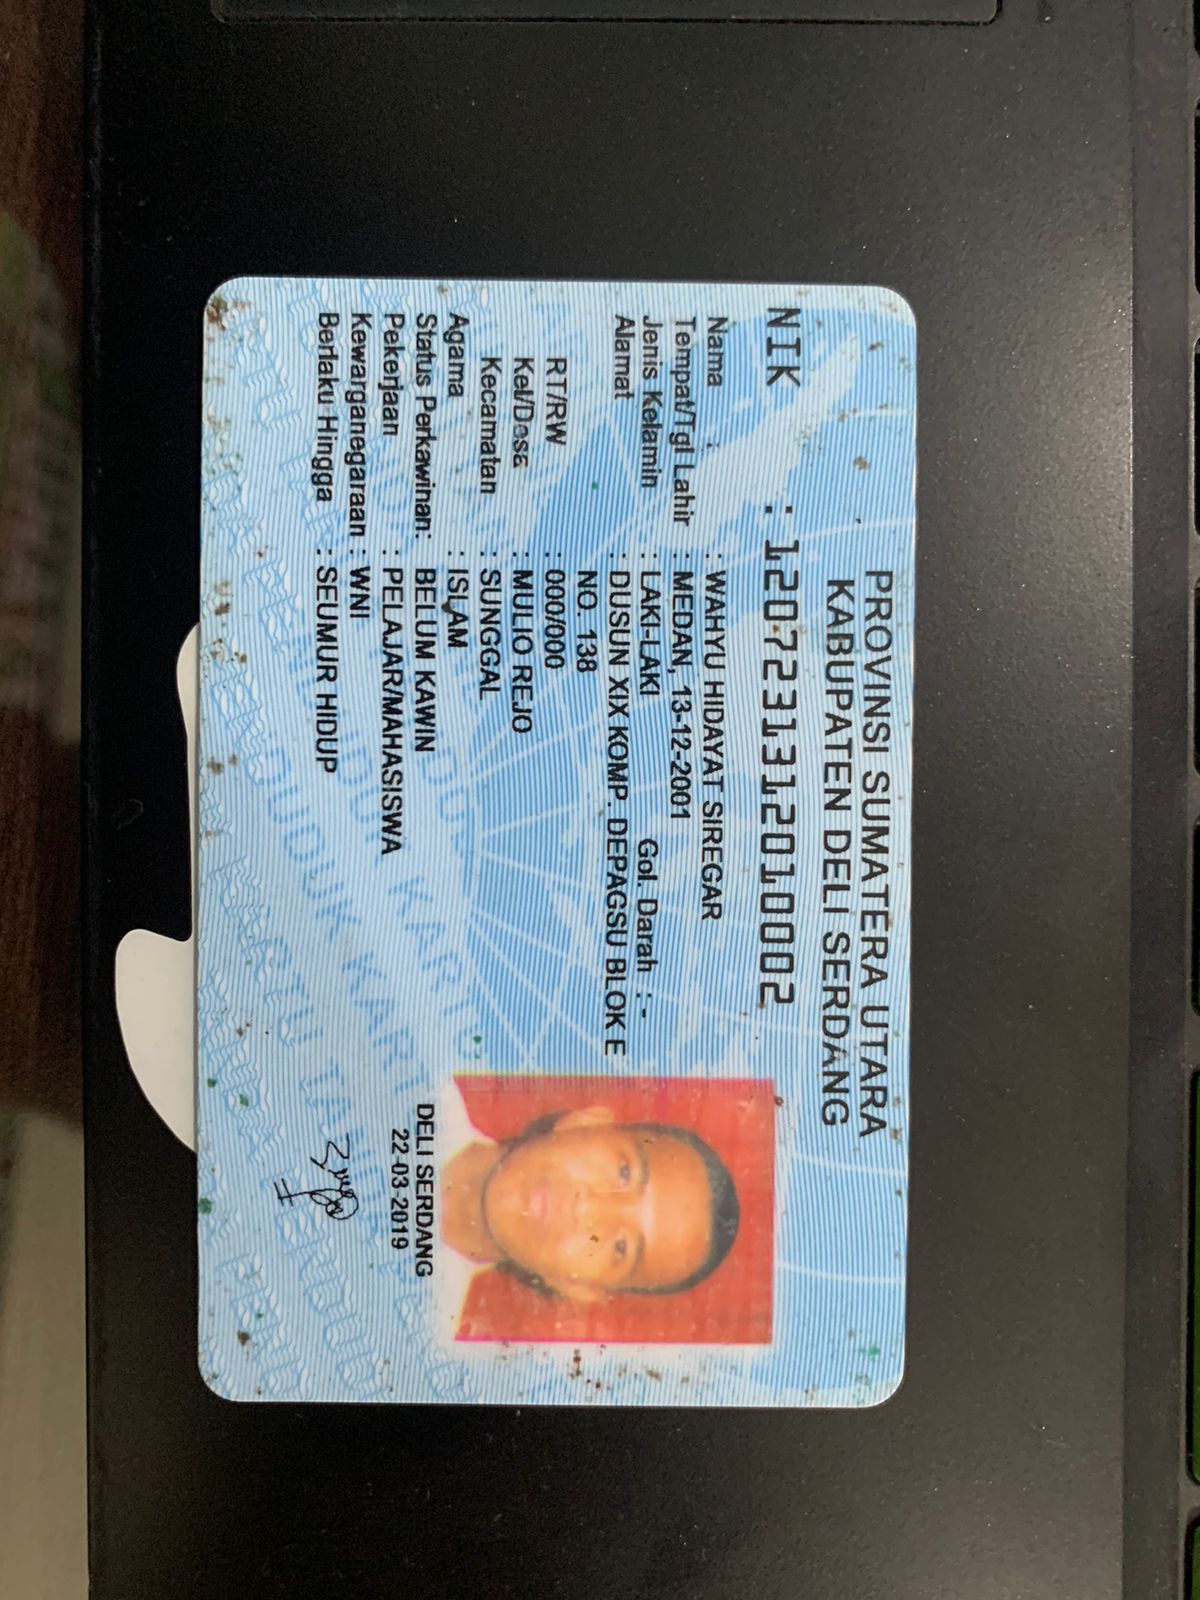 PROVINSI SUMATERA UTARA
KABUPATEN DELI SERDANG
NIK : 1207231312010002
Nama : WAHYU HIDAYAT SIREGAR
Tempat/Tgl Lahir : MEDAN, 13-12-2001
Jenis Kelamin : LAKI-LAKI Gol. Darah : -
Alamat : DUSUN XIX KOMP. DEPAGSU BLOK E
NO. 138
RT/RW : 000/000
Kel/Desa : MULIO REJO
Kecamatan : SUNGGAL
Agama : ISLAM
Status Perkawinan: BELUM KAWIN
Pekerjaan : PELAJAR/MAHASISWA
Kewarganegaraan : WNI
Berlaku Hingga : SEUMUR HIDUP
DELI SERDANG
22-03-2019